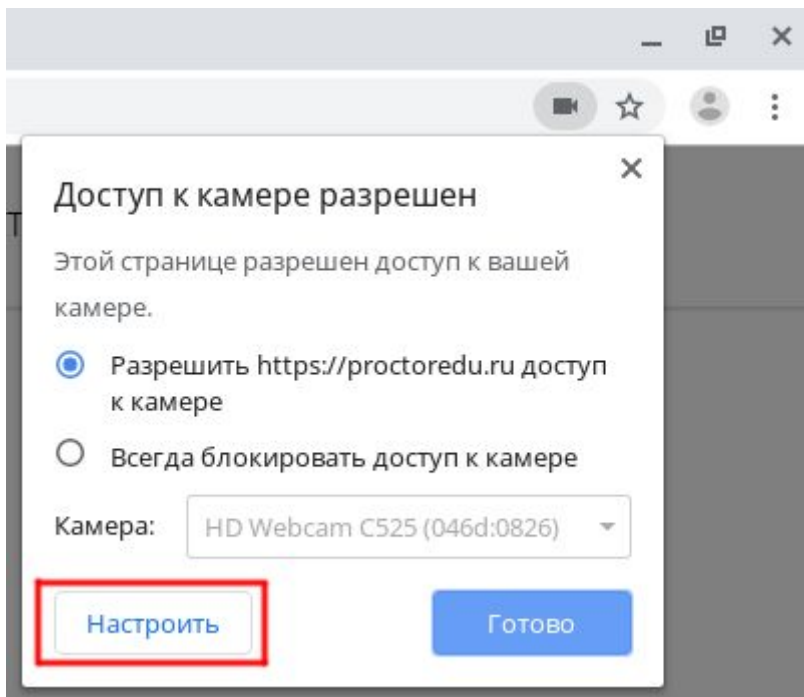 Доступ к камере разрешен
Т
Этой странице разрешен доступ к вашей
камере.
Разрешить https://proctoredu.ru доступ
к камере
Всегда блокировать доступ к камере
Камера: HD Webcam C525 (046d:0826)
Настроить Готово